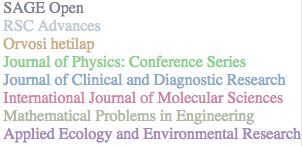 SAGE Open
RSC Advances
Orvosi hetilap
Journal of Physics: Conference Series
Journal of Clinical and Diagnostic Research
International Journal of Molecular Sciences
Mathematical Problems in Engineering
Applied Ecology and Environmental Research